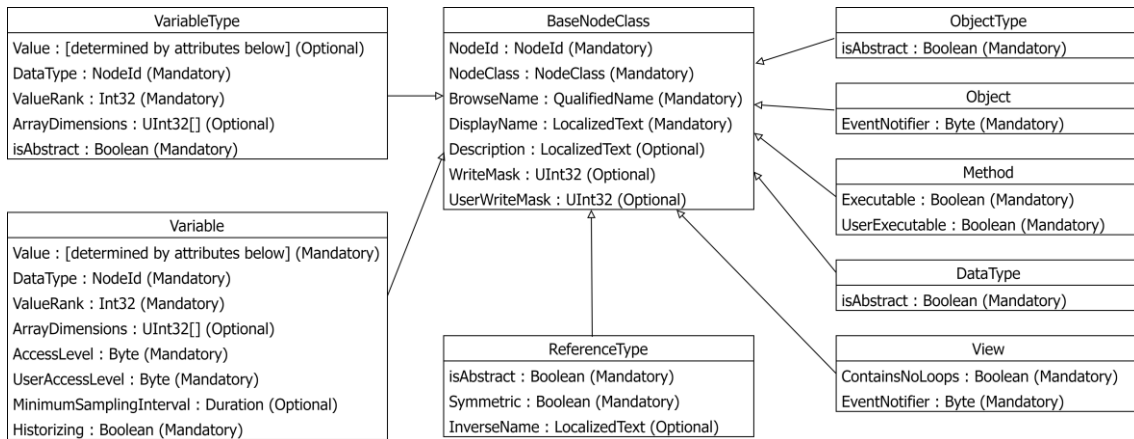 VariableType
Value : [determined by attributes below] (Optional)
DataType : NodeId (Mandatory)
ValueRank : Int32 (Mandatory)
ArrayDimensions : UInt32[] (Optional)
isAbstract : Boolean (Mandatory)
Variable
Value : [determined by attributes below] (Mandatory)
DataType : NodeId (Mandatory)
ValueRank : Int32 (Mandatory)
ArrayDimensions : UInt32[] (Optional)
AccessLevel : Byte (Mandatory)
UserAccessLevel : Byte (Mandatory)
MinimumSamplingInterval : Duration (Optional)
Historizing : Boolean (Mandatory)
BaseNodeClass
NodeId : NodeId (Mandatory)
NodeClass : NodeClass (Mandatory)
BrowseName : QualifiedName (Mandatory)
DisplayName : LocalizedText (Mandatory)
Description : LocalizedText (Optional)
WriteMask : UInt32 (Optional)
UserWriteMask : UInt32 (Optional)
ReferenceType
isAbstract : Boolean (Mandatory)
Symmetric : Boolean (Mandatory)
InverseName : LocalizedText (Optional)
ObjectType
isAbstract : Boolean (Mandatory)
Object
EventNotifier : Byte (Mandatory)
Method
Executable : Boolean (Mandatory)
UserExecutable : Boolean (Mandatory)
DataType
isAbstract : Boolean (Mandatory)
View
ContainsNoLoops : Boolean (Mandatory)
EventNotifier : Byte (Mandatory)